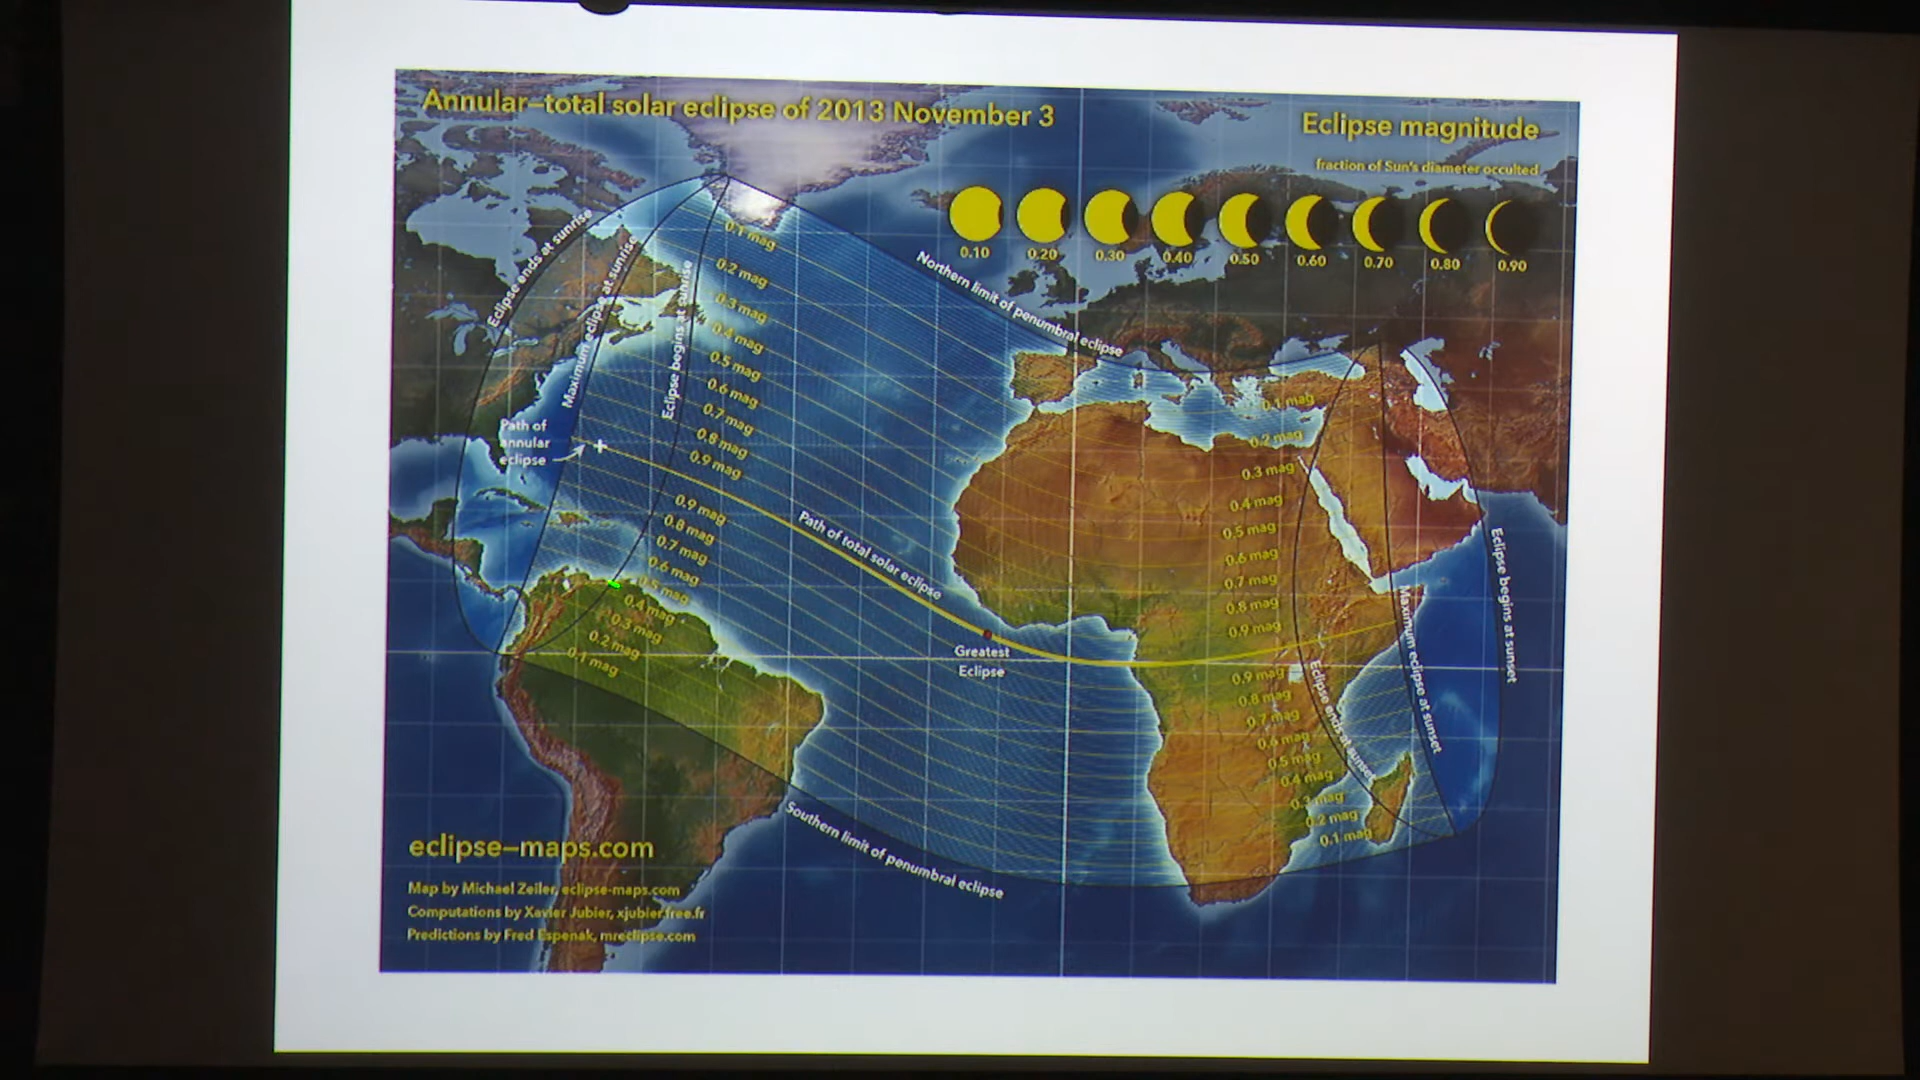 Annular–total solar eclipse of 2013 November 3
Eclipse magnitude
fraction of Sun's diameter occulted
0.10 0.20 0.30 0.40 0.50 0.60 0.70 0.80 0.90
Eclipse ends at sunrise
Maximum eclipse at sunrise
Eclipse begins at sunrise
Northern limit of penumbral eclipse
0.1 mag
0.2 mag
0.3 mag
0.4 mag
0.5 mag
0.6 mag
0.7 mag
0.8 mag
0.9 mag
Path of
annular
eclipse
0.9 mag
0.8 mag
0.7 mag
0.6 mag
0.5 mag
0.4 mag
0.3 mag
0.2 mag
0.1 mag
Path of total solar eclipse
Greatest
Eclipse
0.1 mag
0.2 mag
0.3 mag
0.4 mag
0.5 mag
0.6 mag
0.7 mag
0.8 mag
0.9 mag
0.9 mag
0.8 mag
0.7 mag
0.6 mag
0.5 mag
0.4 mag
0.3 mag
0.2 mag
0.1 mag
Eclipse ends at sunset
Maximum eclipse at sunset
Eclipse begins at sunset
Southern limit of penumbral eclipse
eclipse–maps.com
Map by Michael Zeiler, eclipse-maps.com
Computations by Xavier Jubier, xjubier.free.fr
Predictions by Fred Espenak, mreclipse.com